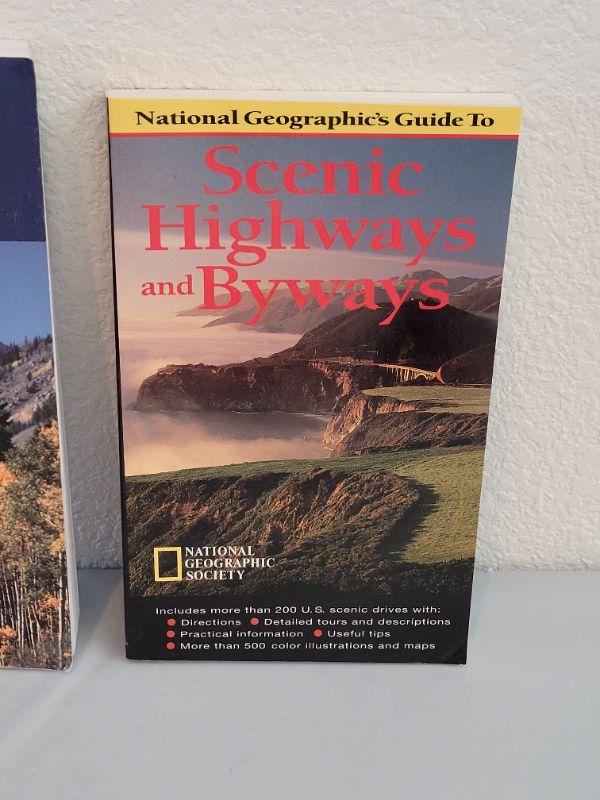 National Geographic's Guide To
Scenic
Highways
and Byways
NATIONAL
GEOGRAPHIC
SOCIETY
Includes more than 200 U.S. scenic drives with:
● Directions ● Detailed tours and descriptions
● Practical information ● Useful tips
● More than 500 color illustrations and maps